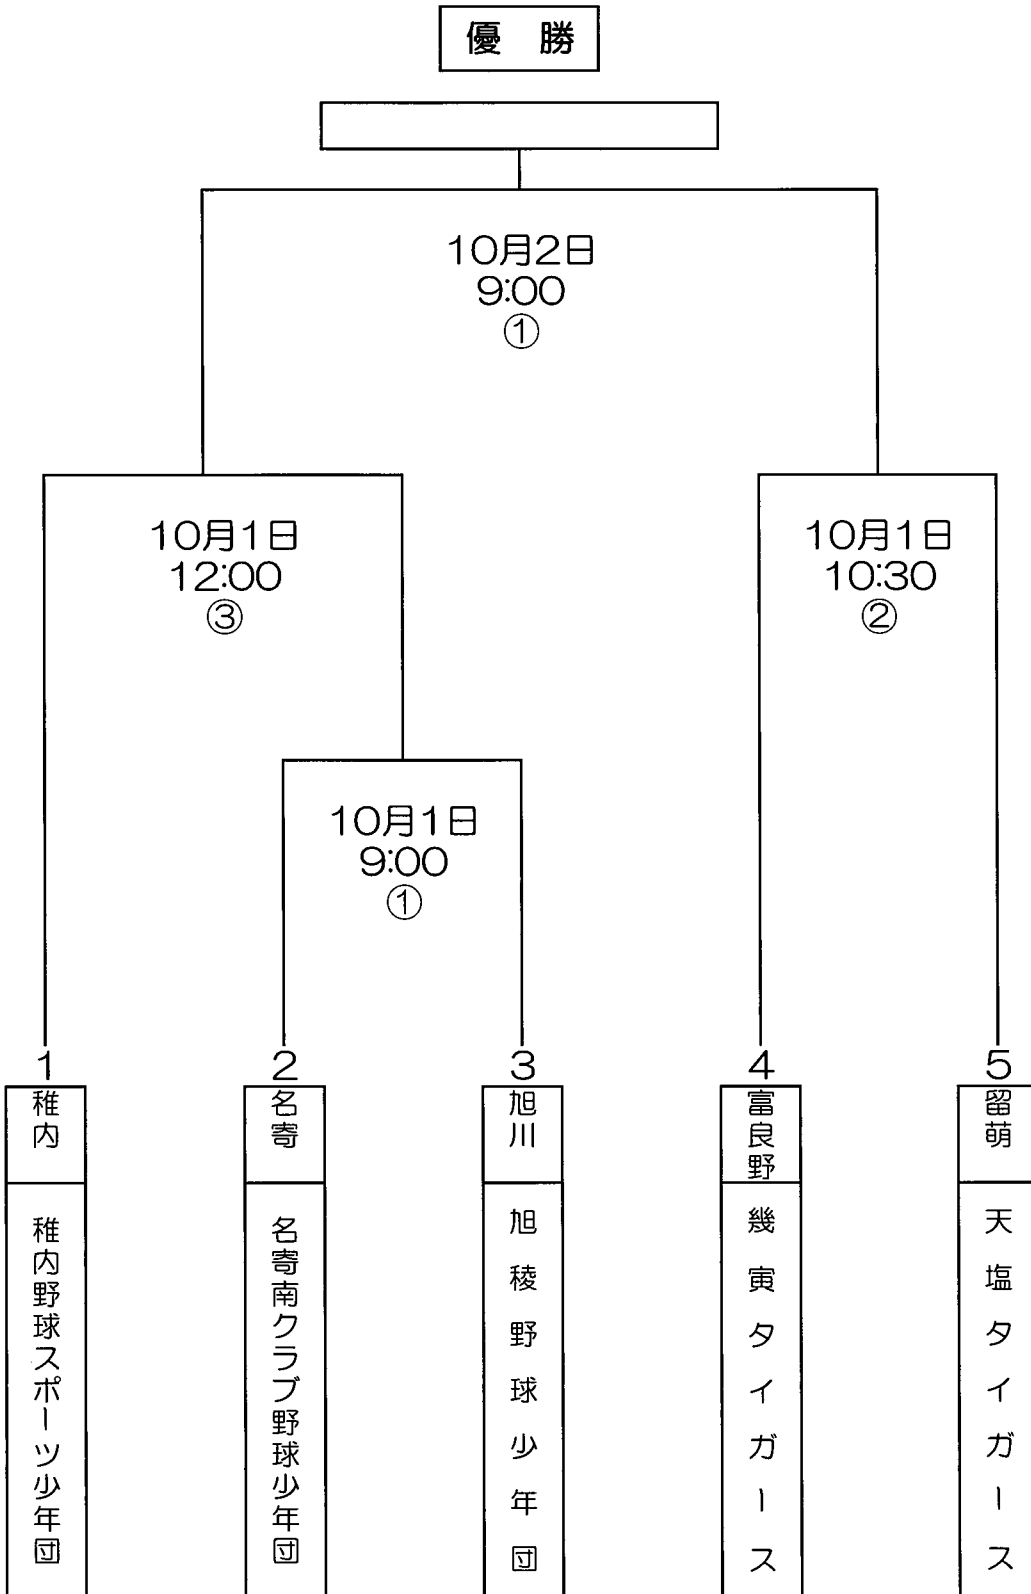 優 勝
10月2日
9:00
①
10月1日
12:00
③
10月1日
10:30
②
10月1日
9:00
①
1
2
3
4
5
稚内
名寄
旭川
富良野
留萌
稚内野球スポーツ少年団
名寄南クラブ野球少年団
旭稜野球少年団
幾寅タイガース
天塩タイガース